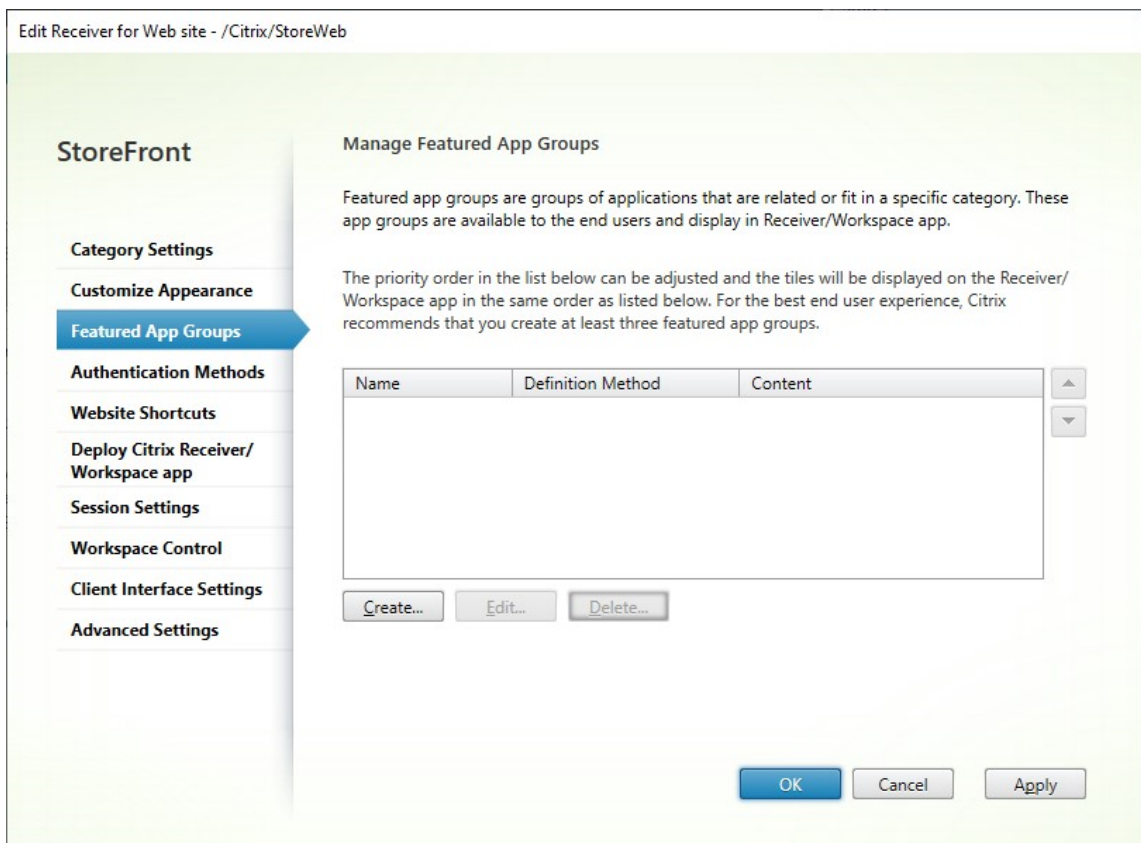 Edit Receiver for Web site - /Citrix/StoreWeb
StoreFront
Category Settings
Customize Appearance
Featured App Groups
Authentication Methods
Website Shortcuts
Deploy Citrix Receiver/
Workspace app
Session Settings
Workspace Control
Client Interface Settings
Advanced Settings
Manage Featured App Groups
Featured app groups are groups of applications that are related or fit in a specific category. These
app groups are available to the end users and display in Receiver/Workspace app.
The priority order in the list below can be adjusted and the tiles will be displayed on the Receiver/
Workspace app in the same order as listed below. For the best end user experience, Citrix
recommends that you create at least three featured app groups.
Name Definition Method Content
Create... Edit... Delete...
OK Cancel Apply